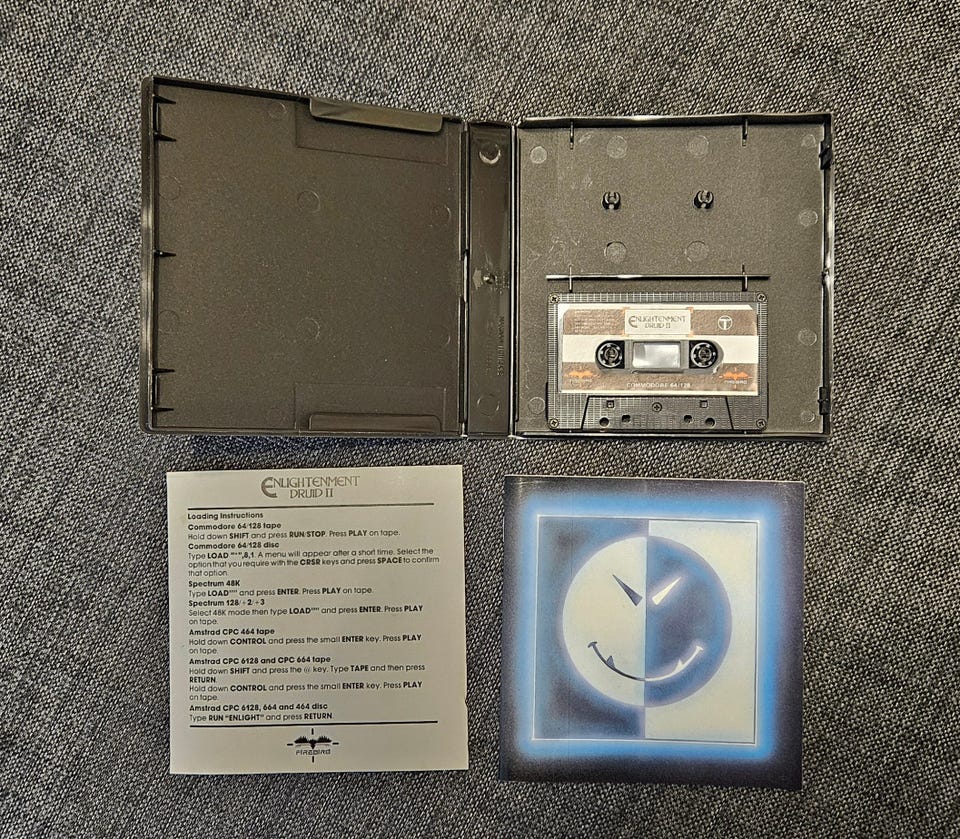 ENLIGHTENMENT
DRUID II
T
FIREBIRD
COMMODORE 64/128
FIREBIRD
ENLIGHTENMENT
DRUID II
Loading Instructions
Commodore 64/128 tape
Hold down SHIFT and press RUN/STOP. Press PLAY on tape.
Commodore 64/128 disc
Type LOAD "*",8,1. A menu will appear after a short time. Select the
option that you require with the CRSR keys and press SPACE to confirm
that option.
Spectrum 48K
Type LOAD"" and press ENTER. Press PLAY on tape.
Spectrum 128/+2/+3
Select 48K mode then type LOAD"" and press ENTER. Press PLAY
on tape.
Amstrad CPC 464 tape
Hold down CONTROL and press the small ENTER key. Press PLAY
on tape.
Amstrad CPC 6128 and CPC 664 tape
Hold down SHIFT and press the @ key. Type TAPE and then press
RETURN.
Hold down CONTROL and press the small ENTER key. Press PLAY
on tape.
Amstrad CPC 6128, 664 and 464 disc
Type RUN "ENLIGHT" and press RETURN.
FIREBIRD